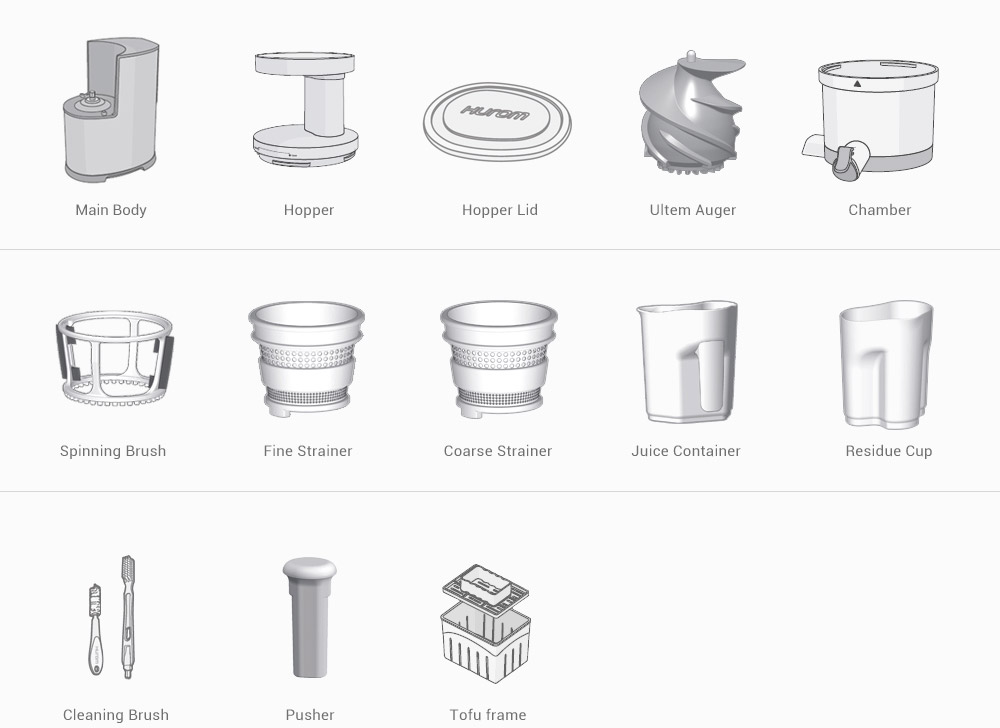 Hurom
Main Body
Hopper
Hopper Lid
Ultem Auger
Chamber
Spinning Brush
Fine Strainer
Coarse Strainer
Juice Container
Residue Cup
Cleaning Brush
Pusher
Tofu frame